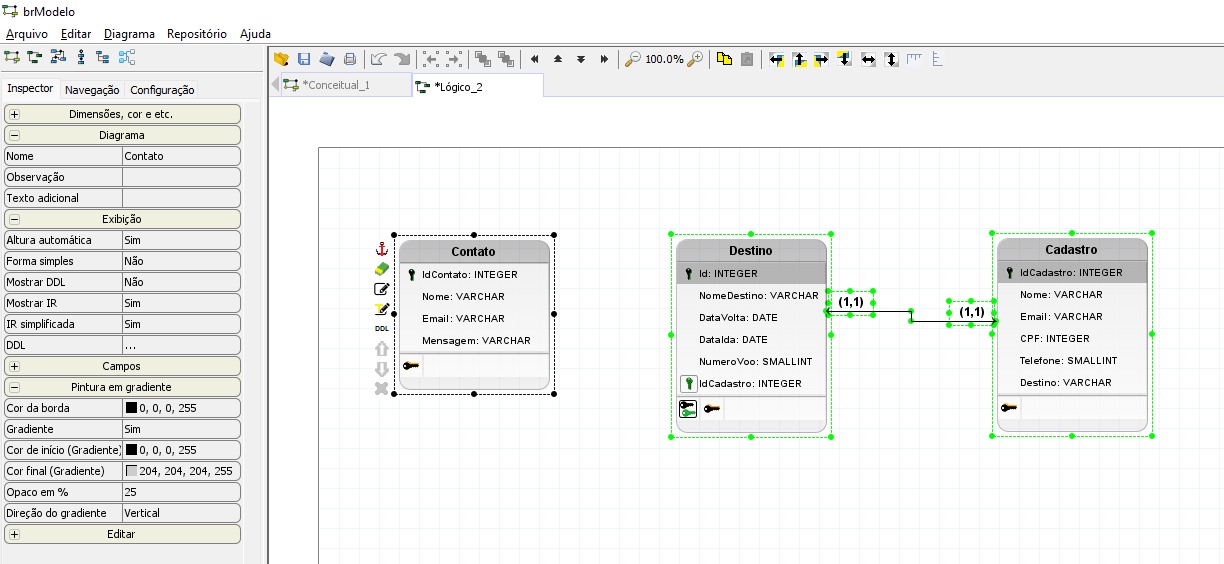 brModelo
Arquivo Editar Diagrama Repositório Ajuda
100.0%
Inspector Navegação Configuração
*Conceitual_1 *Lógico_2
Dimensões, cor e etc.
Diagrama
Nome Contato
Observação
Texto adicional
Exibição
Altura automática Sim
Forma simples Não
Mostrar DDL Não
Mostrar IR Sim
IR simplificada Sim
DDL ...
Campos
Pintura em gradiente
Cor da borda 0, 0, 0, 255
Gradiente Sim
Cor de início (Gradiente) 0, 0, 0, 255
Cor final (Gradiente) 204, 204, 204, 255
Opaco em % 25
Direção do gradiente Vertical
Editar
DDL
Contato
IdContato: INTEGER
Nome: VARCHAR
Email: VARCHAR
Mensagem: VARCHAR
Destino
Id: INTEGER
NomeDestino: VARCHAR
DataVolta: DATE
DataIda: DATE
NumeroVoo: SMALLINT
IdCadastro: INTEGER
(1,1)
(1,1)
Cadastro
IdCadastro: INTEGER
Nome: VARCHAR
Email: VARCHAR
CPF: INTEGER
Telefone: SMALLINT
Destino: VARCHAR